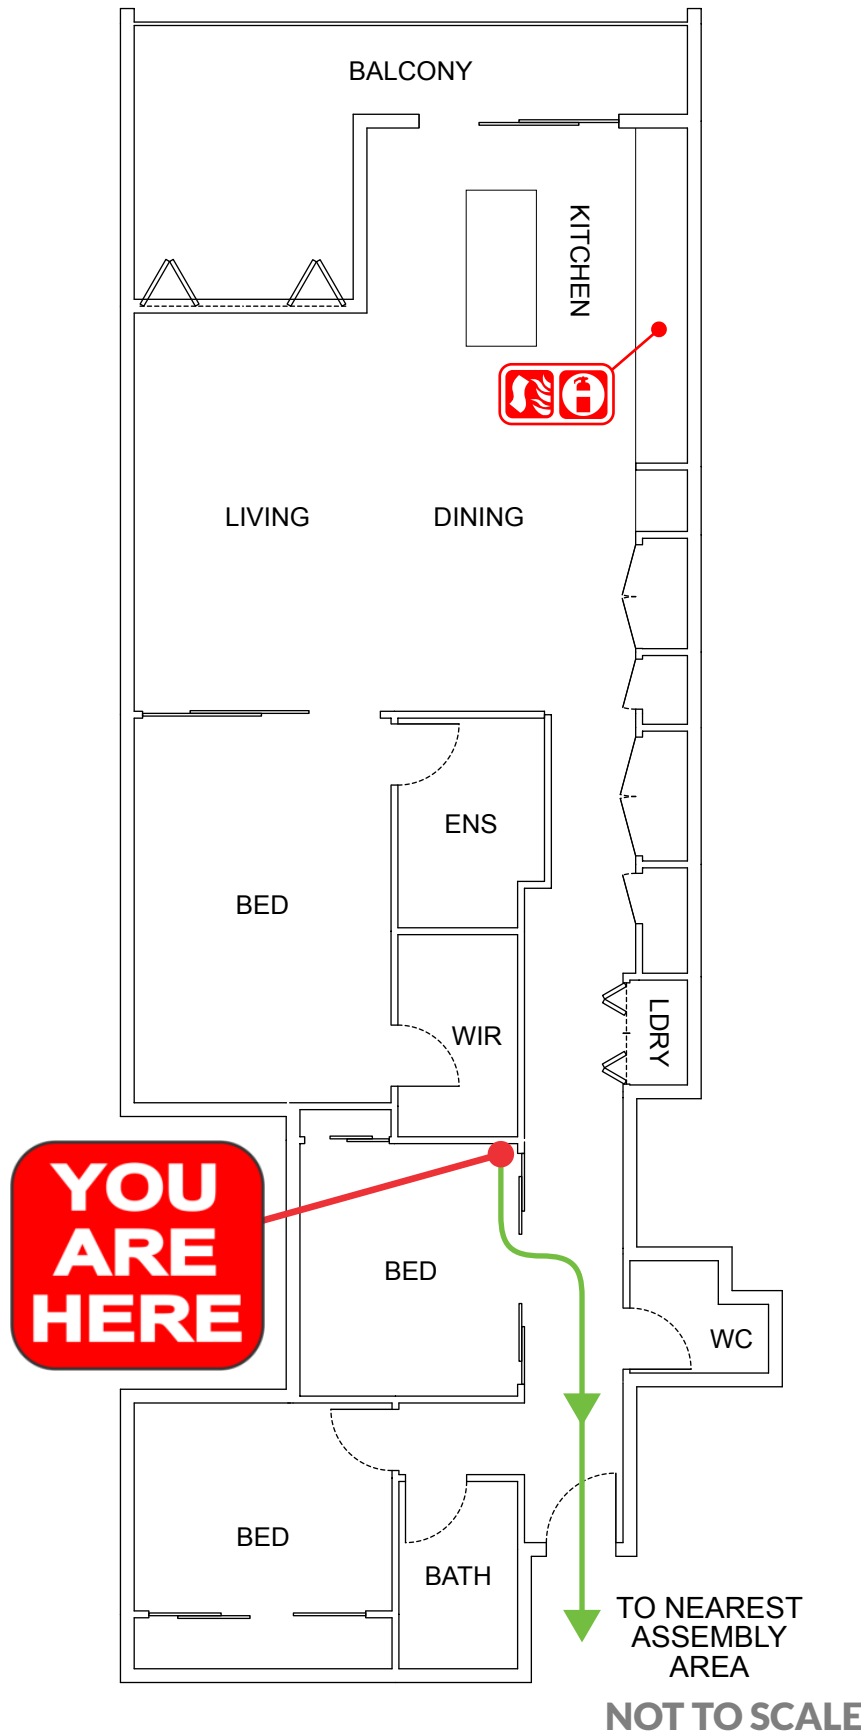 BALCONY
KITCHEN
LIVING
DINING
ENS
BED
WIR
LDRY
YOU
ARE
HERE
BED
WC
BED
BATH
TO NEAREST
ASSEMBLY
AREA
NOT TO SCALE